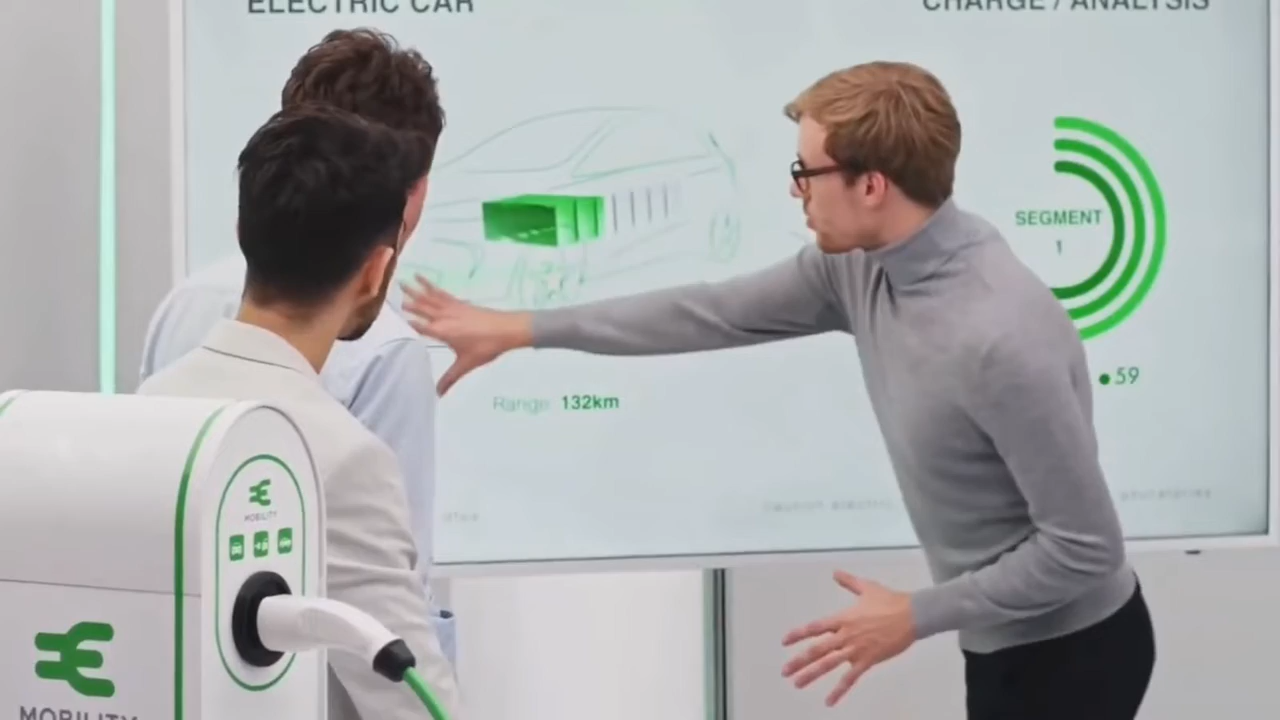 ELECTRIC CAR
CHARGE / ANALYSIS
SEGMENT
1
59
Range 132km
MOBILITY
MOBILITY